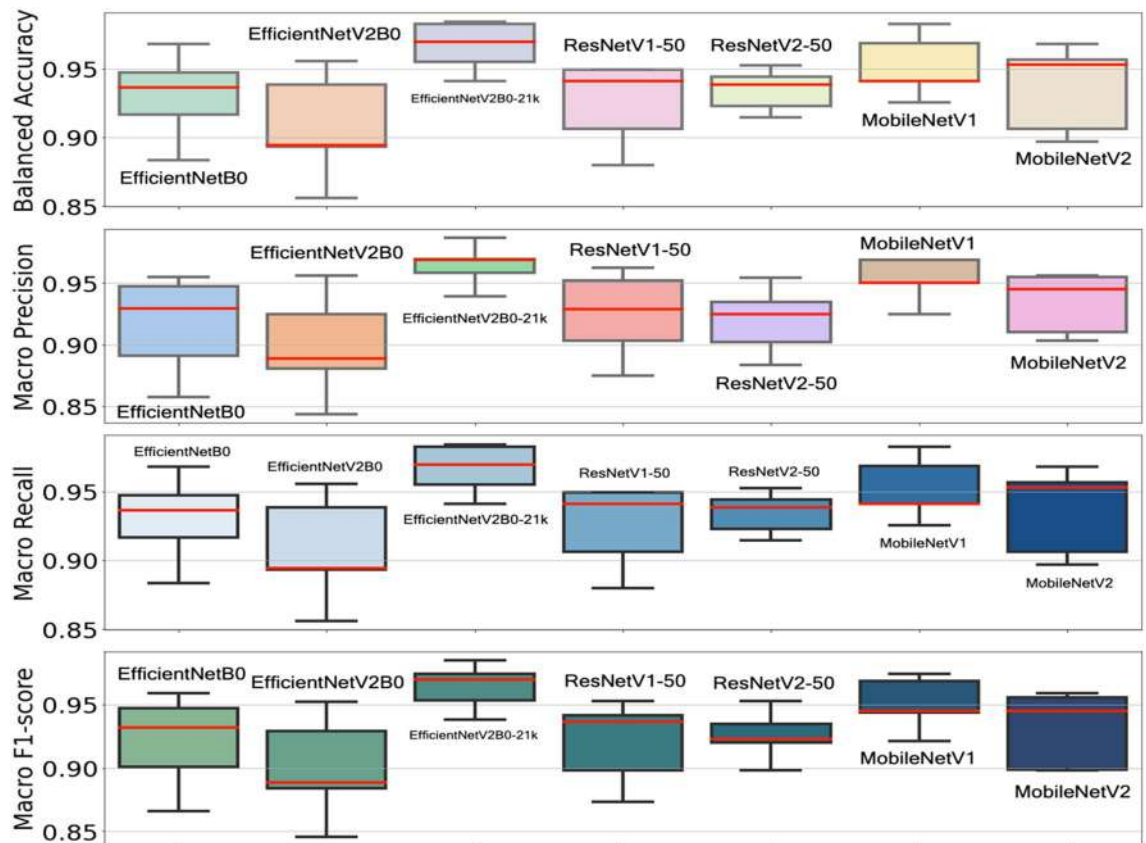 Balanced Accuracy
0.95
0.90
0.85
EfficientNetB0
EfficientNetV2B0
EfficientNetV2B0-21k
ResNetV1-50
ResNetV2-50
MobileNetV1
MobileNetV2
Macro Precision
0.95
0.90
0.85
EfficientNetB0
EfficientNetV2B0
EfficientNetV2B0-21k
ResNetV1-50
ResNetV2-50
MobileNetV1
MobileNetV2
Macro Recall
0.95
0.90
0.85
EfficientNetB0
EfficientNetV2B0
EfficientNetV2B0-21k
ResNetV1-50
ResNetV2-50
MobileNetV1
MobileNetV2
Macro F1-score
0.95
0.90
0.85
EfficientNetB0
EfficientNetV2B0
EfficientNetV2B0-21k
ResNetV1-50
ResNetV2-50
MobileNetV1
MobileNetV2